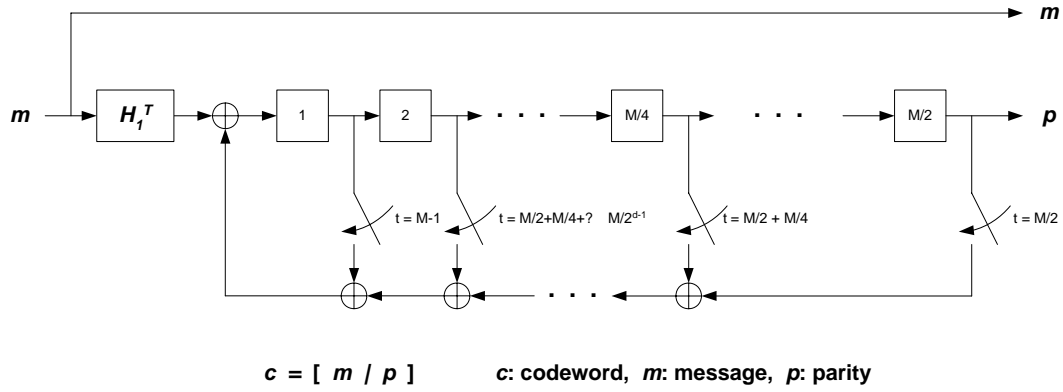 m
m
H₁ᵀ
1
2
. . .
M/4
. . .
M/2
p
t = M-1
t = M/2+M/4+? M/2ᵈ⁻¹
t = M/2 + M/4
t = M/2
. . .
c = [ m / p ] c: codeword, m: message, p: parity